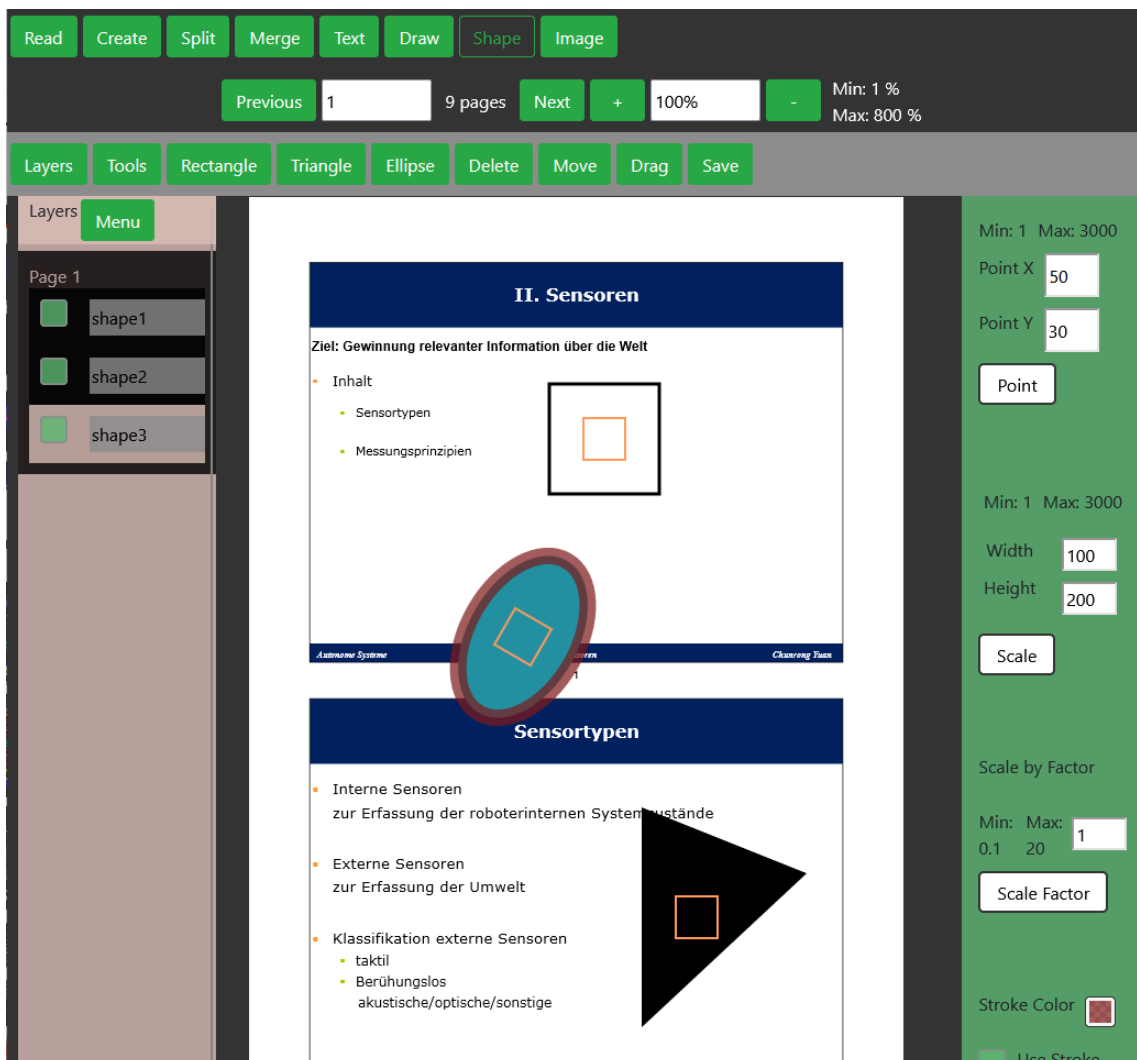 Read Create Split Merge Text Draw Shape Image
Previous 1 9 pages Next + 100% - Min: 1 %
Max: 800 %
Layers Tools Rectangle Triangle Ellipse Delete Move Drag Save
Layers Menu
Page 1
shape1
shape2
shape3
II. Sensoren
Ziel: Gewinnung relevanter Information über die Welt
Inhalt
Sensortypen
Messungsprinzipien
Autonome Systeme
Chunrong Yuan
1
Sensortypen
Interne Sensoren
zur Erfassung der roboterinternen Systemzustände
Externe Sensoren
zur Erfassung der Umwelt
Klassifikation externe Sensoren
taktil
Berühungslos
akustische/optische/sonstige
Min: 1 Max: 3000
Point X 50
Point Y 30
Point
Min: 1 Max: 3000
Width 100
Height 200
Scale
Scale by Factor
Min: Max: 1
0.1 20
Scale Factor
Stroke Color
Use Stroke